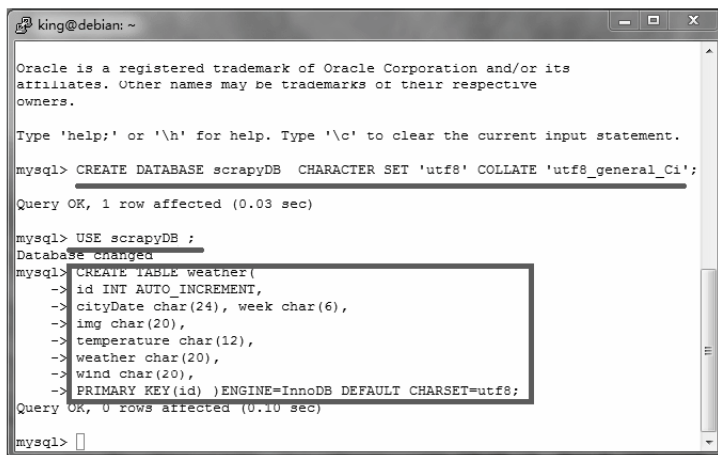 king@debian: ~
Oracle is a registered trademark of Oracle Corporation and/or its
affiliates. Other names may be trademarks of their respective
owners.
Type 'help;' or '\h' for help. Type '\c' to clear the current input statement.
mysql> CREATE DATABASE scrapyDB  CHARACTER SET 'utf8' COLLATE 'utf8_general_Ci';
Query OK, 1 row affected (0.03 sec)
mysql> USE scrapyDB ;
Database changed
mysql> CREATE TABLE weather(
    -> id INT AUTO_INCREMENT,
    -> cityDate char(24), week char(6),
    -> img char(20),
    -> temperature char(12),
    -> weather char(20),
    -> wind char(20),
    -> PRIMARY KEY(id) )ENGINE=InnoDB DEFAULT CHARSET=utf8;
Query OK, 0 rows affected (0.10 sec)
mysql>